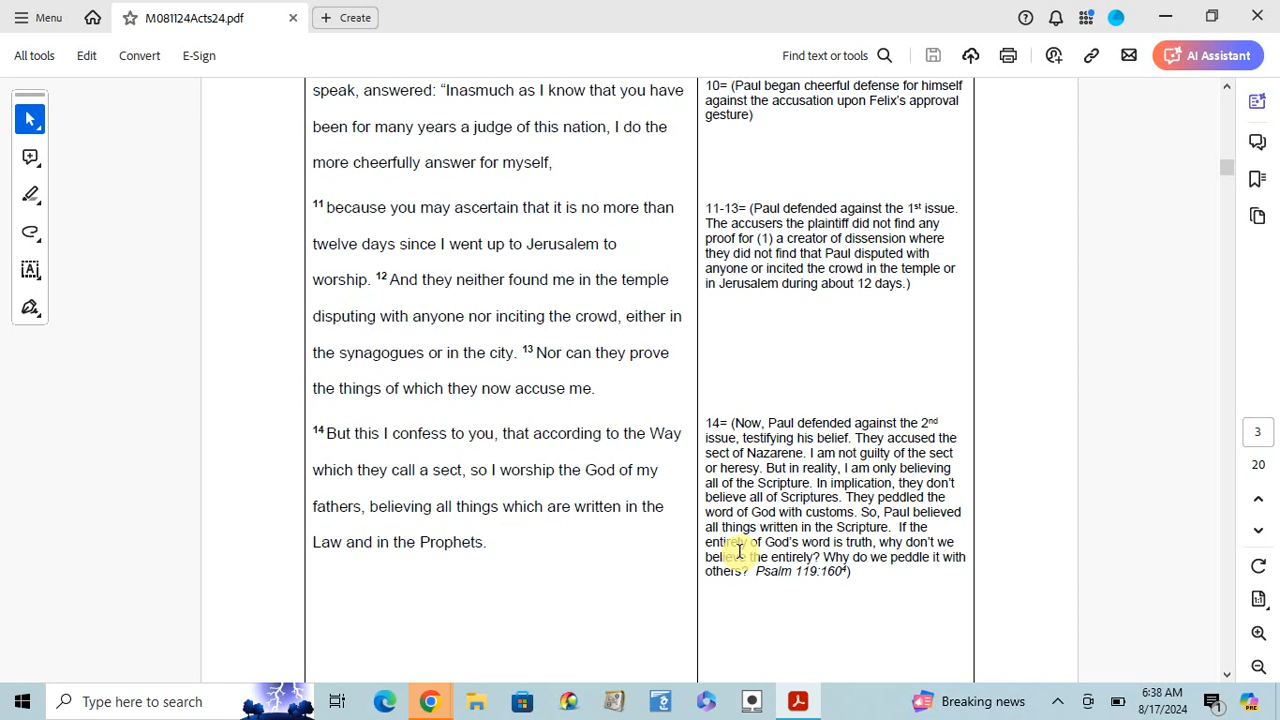 Menu
M081124Acts24.pdf
Create
All tools
Edit
Convert
E-Sign
Find text or tools
AI Assistant
speak, answered: “Inasmuch as I know that you have
been for many years a judge of this nation, I do the
more cheerfully answer for myself,
11 because you may ascertain that it is no more than
twelve days since I went up to Jerusalem to
worship. 12 And they neither found me in the temple
disputing with anyone nor inciting the crowd, either in
the synagogues or in the city. 13 Nor can they prove
the things of which they now accuse me.
14 But this I confess to you, that according to the Way
which they call a sect, so I worship the God of my
fathers, believing all things which are written in the
Law and in the Prophets.
10= (Paul began cheerful defense for himself
against the accusation upon Felix’s approval
gesture)
11-13= (Paul defended against the 1st issue.
The accusers the plaintiff did not find any
proof for (1) a creator of dissension where
they did not find that Paul disputed with
anyone or incited the crowd in the temple or
in Jerusalem during about 12 days.)
14= (Now, Paul defended against the 2nd
issue, testifying his belief. They accused the
sect of Nazarene. I am not guilty of the sect
or heresy. But in reality, I am only believing
all of the Scripture. In implication, they don’t
believe all of Scriptures. They peddled the
word of God with customs. So, Paul believed
all things written in the Scripture. If the
entirely of God’s word is truth, why don’t we
believe the entirely? Why do we peddle it with
others? Psalm 119:160⁴)
3
20
Type here to search
Breaking news
6:38 AM
8/17/2024